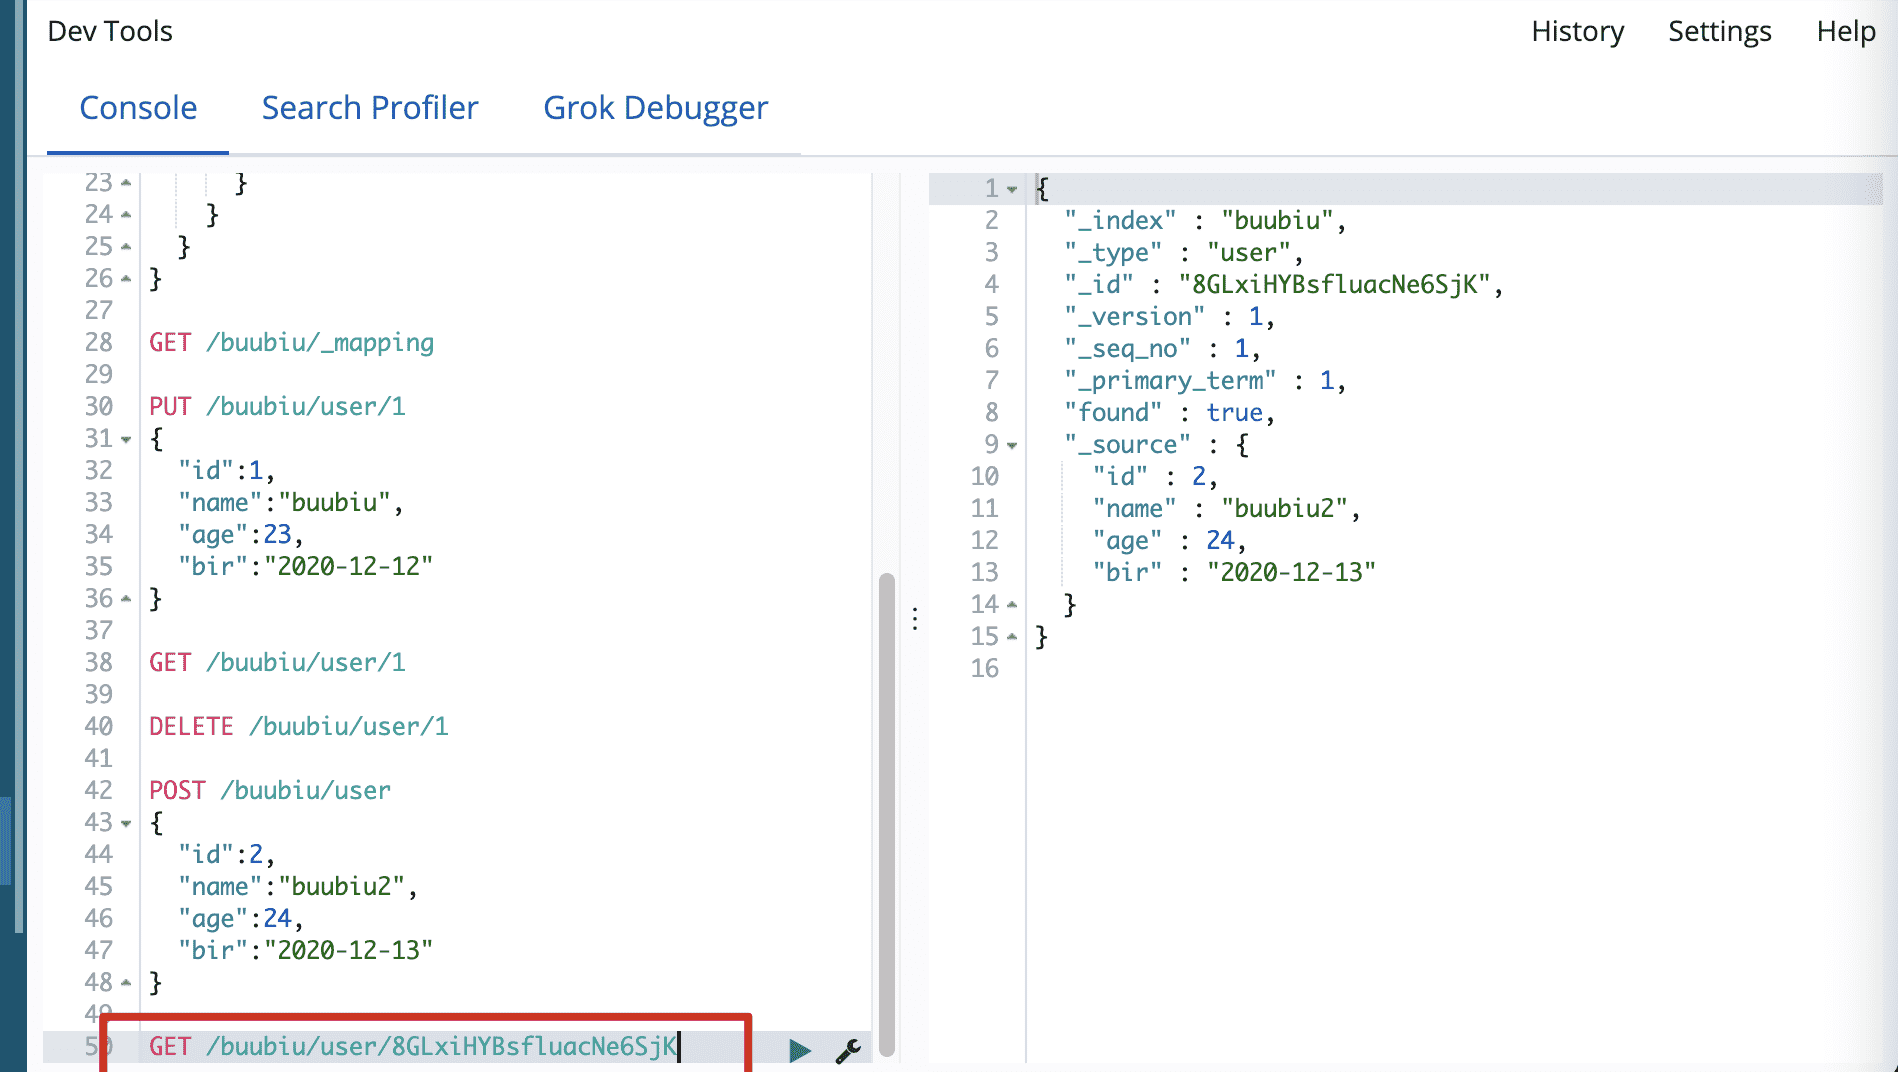 Dev Tools
History Settings Help
Console Search Profiler Grok Debugger
23 }
24 }
25 }
26 }
27
28 GET /buubiu/_mapping
29
30 PUT /buubiu/user/1
31 {
32 "id":1,
33 "name":"buubiu",
34 "age":23,
35 "bir":"2020-12-12"
36 }
37
38 GET /buubiu/user/1
39
40 DELETE /buubiu/user/1
41
42 POST /buubiu/user
43 {
44 "id":2,
45 "name":"buubiu2",
46 "age":24,
47 "bir":"2020-12-13"
48 }
49
50 GET /buubiu/user/8GLxiHYBsfluacNe6SjK
1 {
2 "_index" : "buubiu",
3 "_type" : "user",
4 "_id" : "8GLxiHYBsfluacNe6SjK",
5 "_version" : 1,
6 "_seq_no" : 1,
7 "_primary_term" : 1,
8 "found" : true,
9 "_source" : {
10 "id" : 2,
11 "name" : "buubiu2",
12 "age" : 24,
13 "bir" : "2020-12-13"
14 }
15 }
16